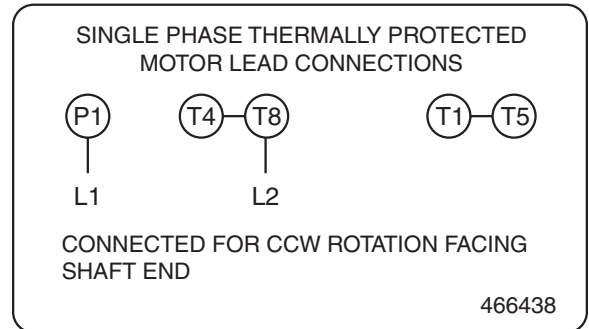 SINGLE PHASE THERMALLY PROTECTED
MOTOR LEAD CONNECTIONS
P1 T4 T8 T1 T5
L1 L2
CONNECTED FOR CCW ROTATION FACING
SHAFT END
466438